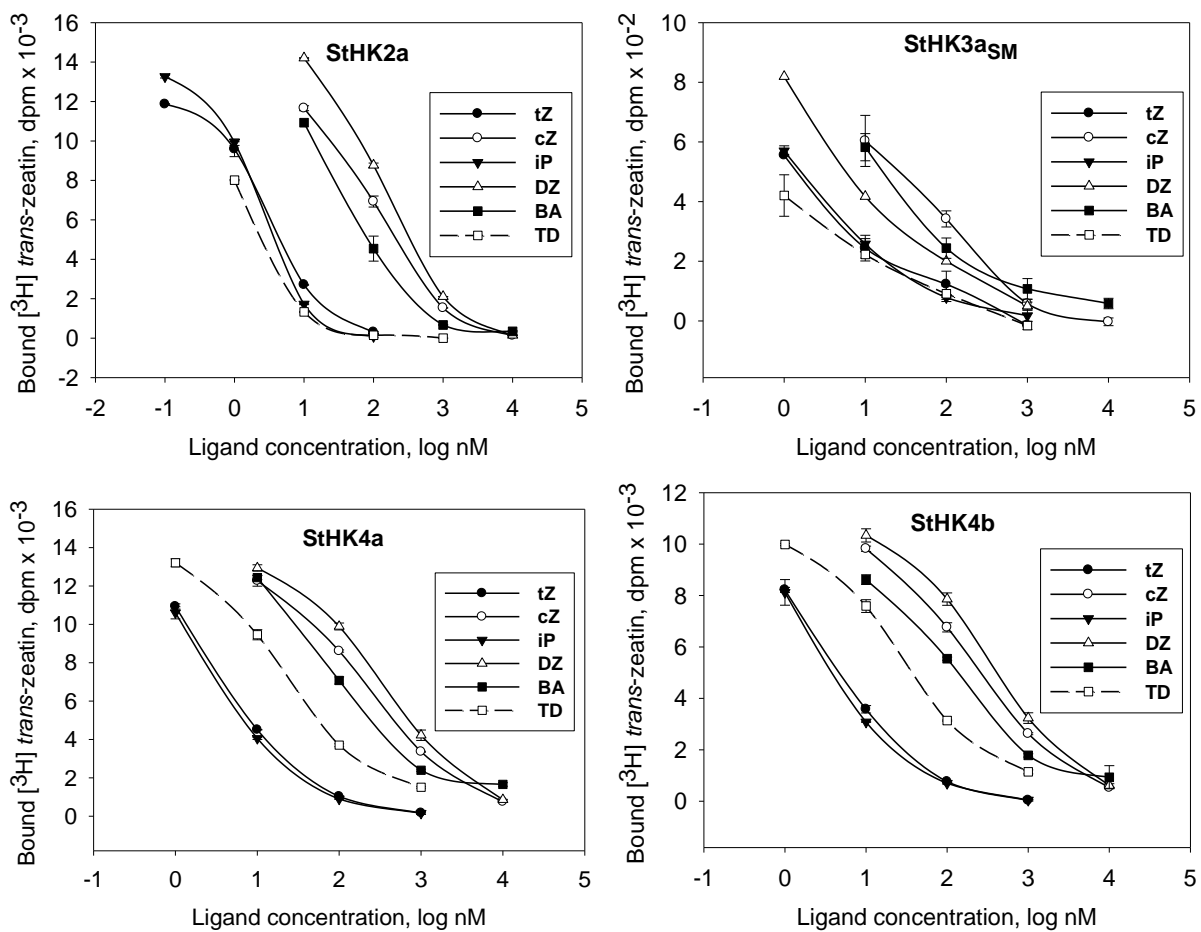 StHK2a
Bound [³H] trans-zeatin, dpm x 10⁻³
16
14
12
10
8
6
4
2
0
-2
-2 -1 0 1 2 3 4 5
Ligand concentration, log nM
tZ
cZ
iP
DZ
BA
TD
StHK3aSM
Bound [³H] trans-zeatin, dpm x 10⁻²
10
8
6
4
2
0
-1 0 1 2 3 4 5
Ligand concentration, log nM
tZ
cZ
iP
DZ
BA
TD
StHK4a
Bound [³H] trans-zeatin, dpm x 10⁻³
16
14
12
10
8
6
4
2
0
-1 0 1 2 3 4 5
Ligand concentration, log nM
tZ
cZ
iP
DZ
BA
TD
StHK4b
Bound [³H] trans-zeatin, dpm x 10⁻³
12
10
8
6
4
2
0
-1 0 1 2 3 4 5
Ligand concentration, log nM
tZ
cZ
iP
DZ
BA
TD